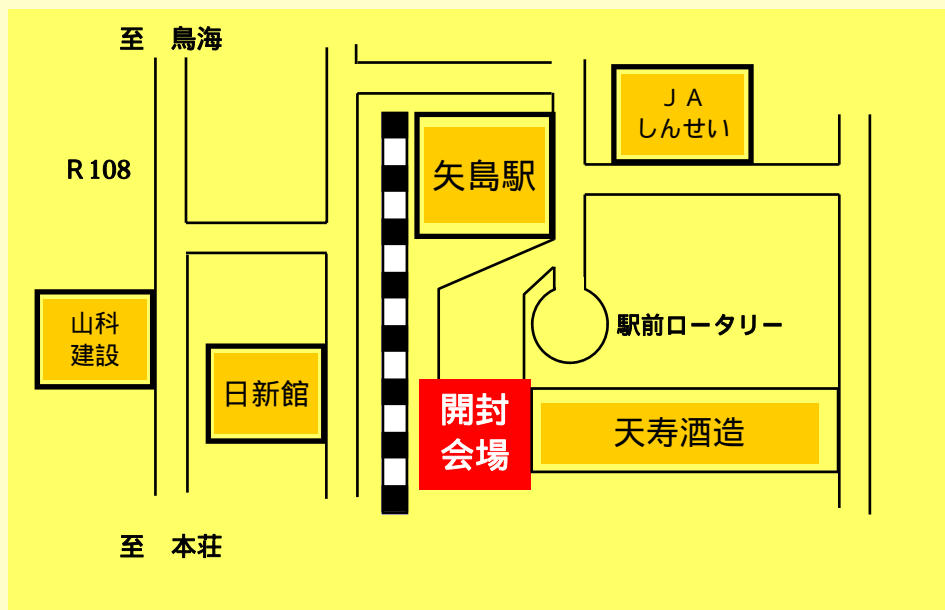 至　鳥海
ＪＡ
しんせい
矢島駅
Ｒ108
山科
建設
駅前ロータリー
日新館
開封
会場
天寿酒造
至　本荘